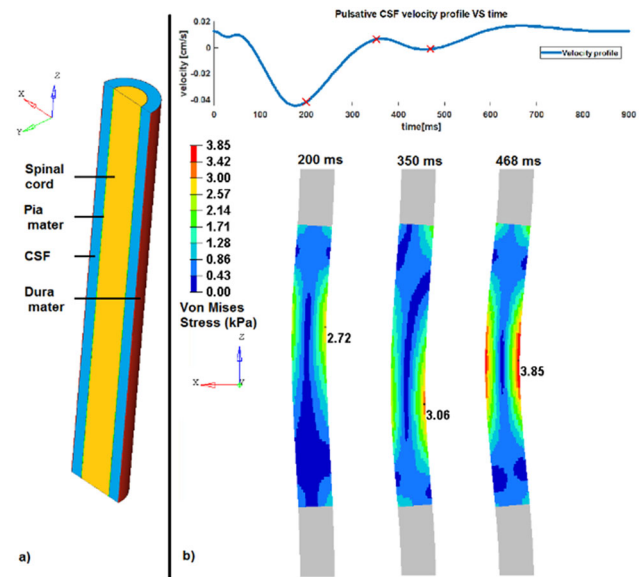 Pulsative CSF velocity profile VS time
velocity [cm/s]
0.02
0
-0.02
-0.04
Velocity profile
0 100 200 300 400 500 600 700 800 900
time[ms]
Z
X
Y
Spinal
cord
Pia
mater
CSF
Dura
mater
a)
3.85
3.42
3.00
2.57
2.14
1.71
1.28
0.86
0.43
0.00
Von Mises
Stress (kPa)
Z
X
Y
200 ms 350 ms 468 ms
2.72
3.06
3.85
b)